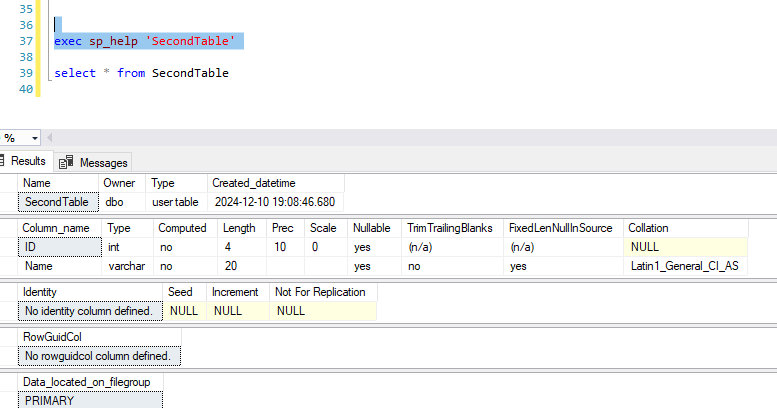 35
36
37 exec sp_help 'SecondTable'
38
39 select * from SecondTable
40
%
Results Messages
Name Owner Type Created_datetime
SecondTable dbo user table 2024-12-10 19:08:46.680
Column_name Type Computed Length Prec Scale Nullable TrimTrailingBlanks FixedLenNullInSource Collation
ID int no 4 10 0 yes (n/a) (n/a) NULL
Name varchar no 20 yes no yes Latin1_General_CI_AS
Identity Seed Increment Not For Replication
No identity column defined. NULL NULL NULL
RowGuidCol
No rowguidcol column defined.
Data_located_on_filegroup
PRIMARY